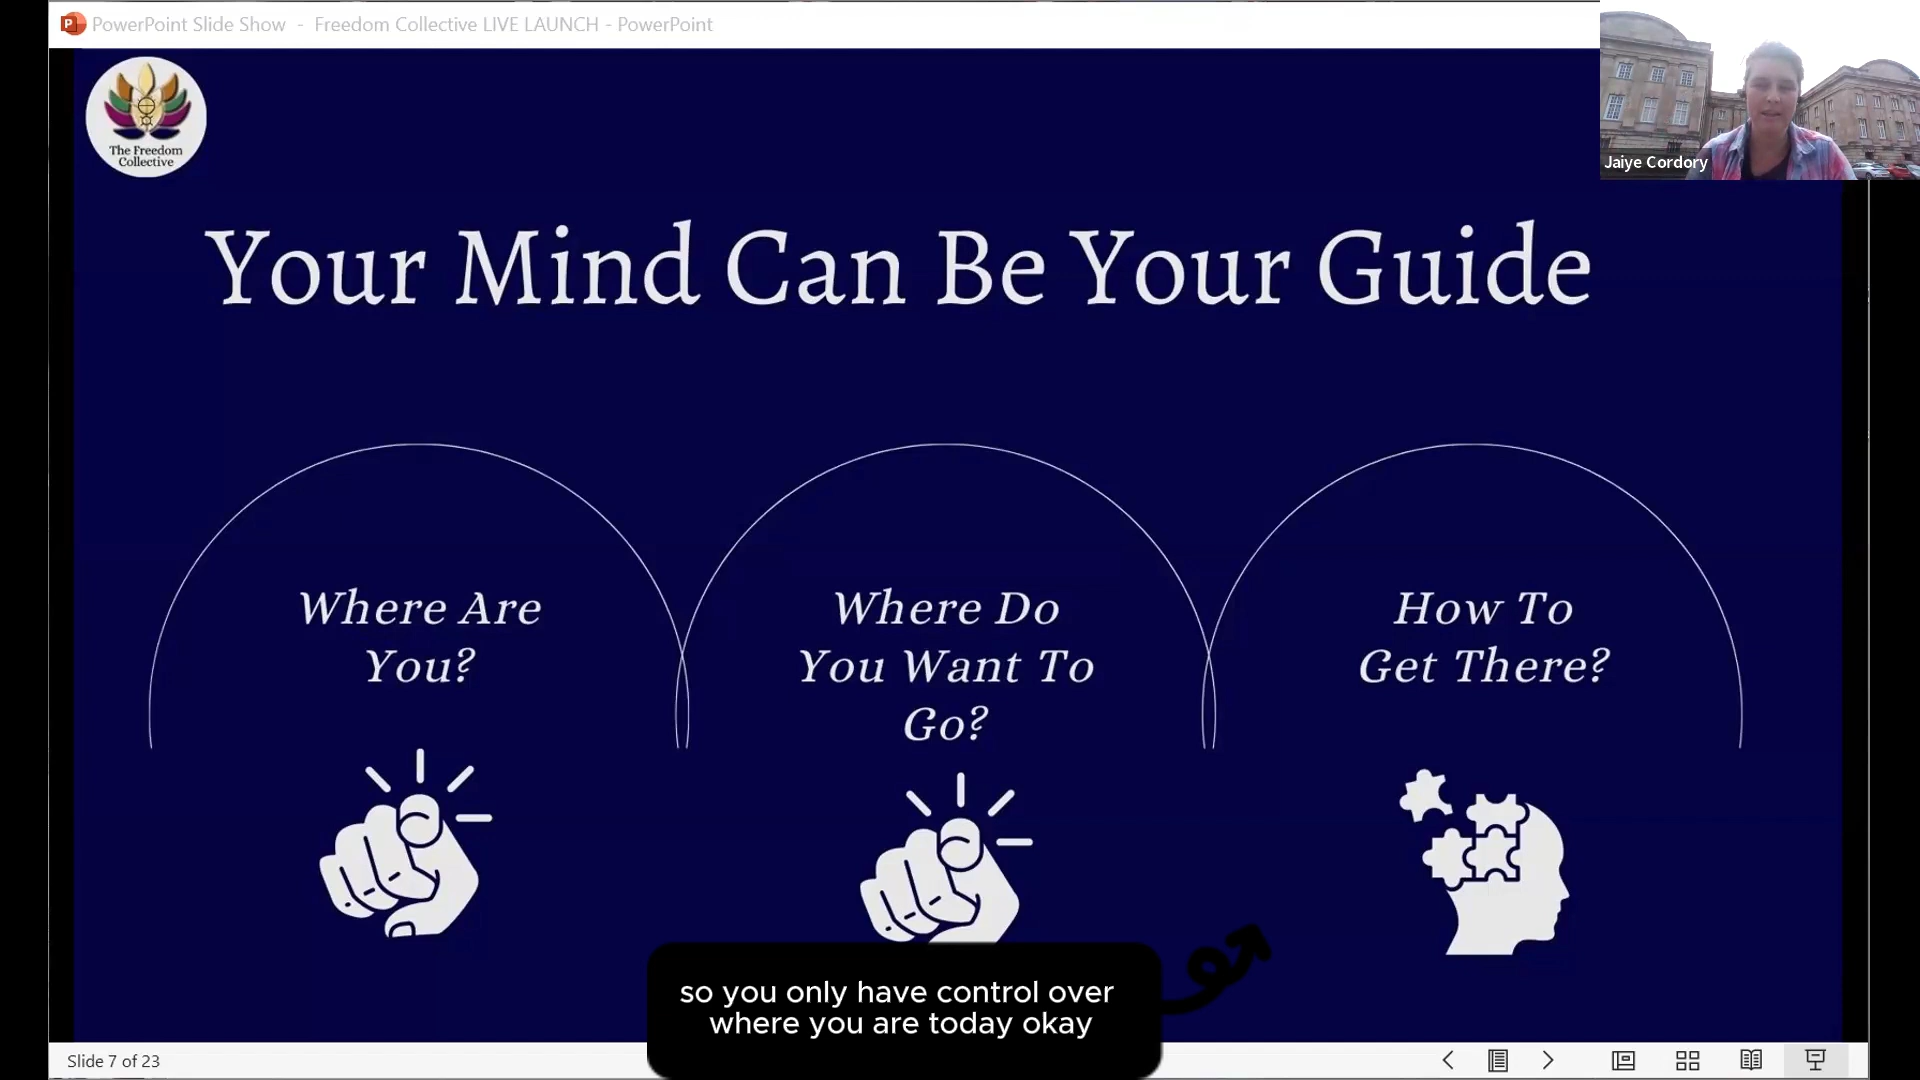 PowerPoint Slide Show - Freedom Collective LIVE LAUNCH - PowerPoint
Jaiye Cordory
The Freedom
Collective
Your Mind Can Be Your Guide
Where Are
You?
Where Do
You Want To
Go?
How To
Get There?
so you only have control over
where you are today okay
Slide 7 of 23